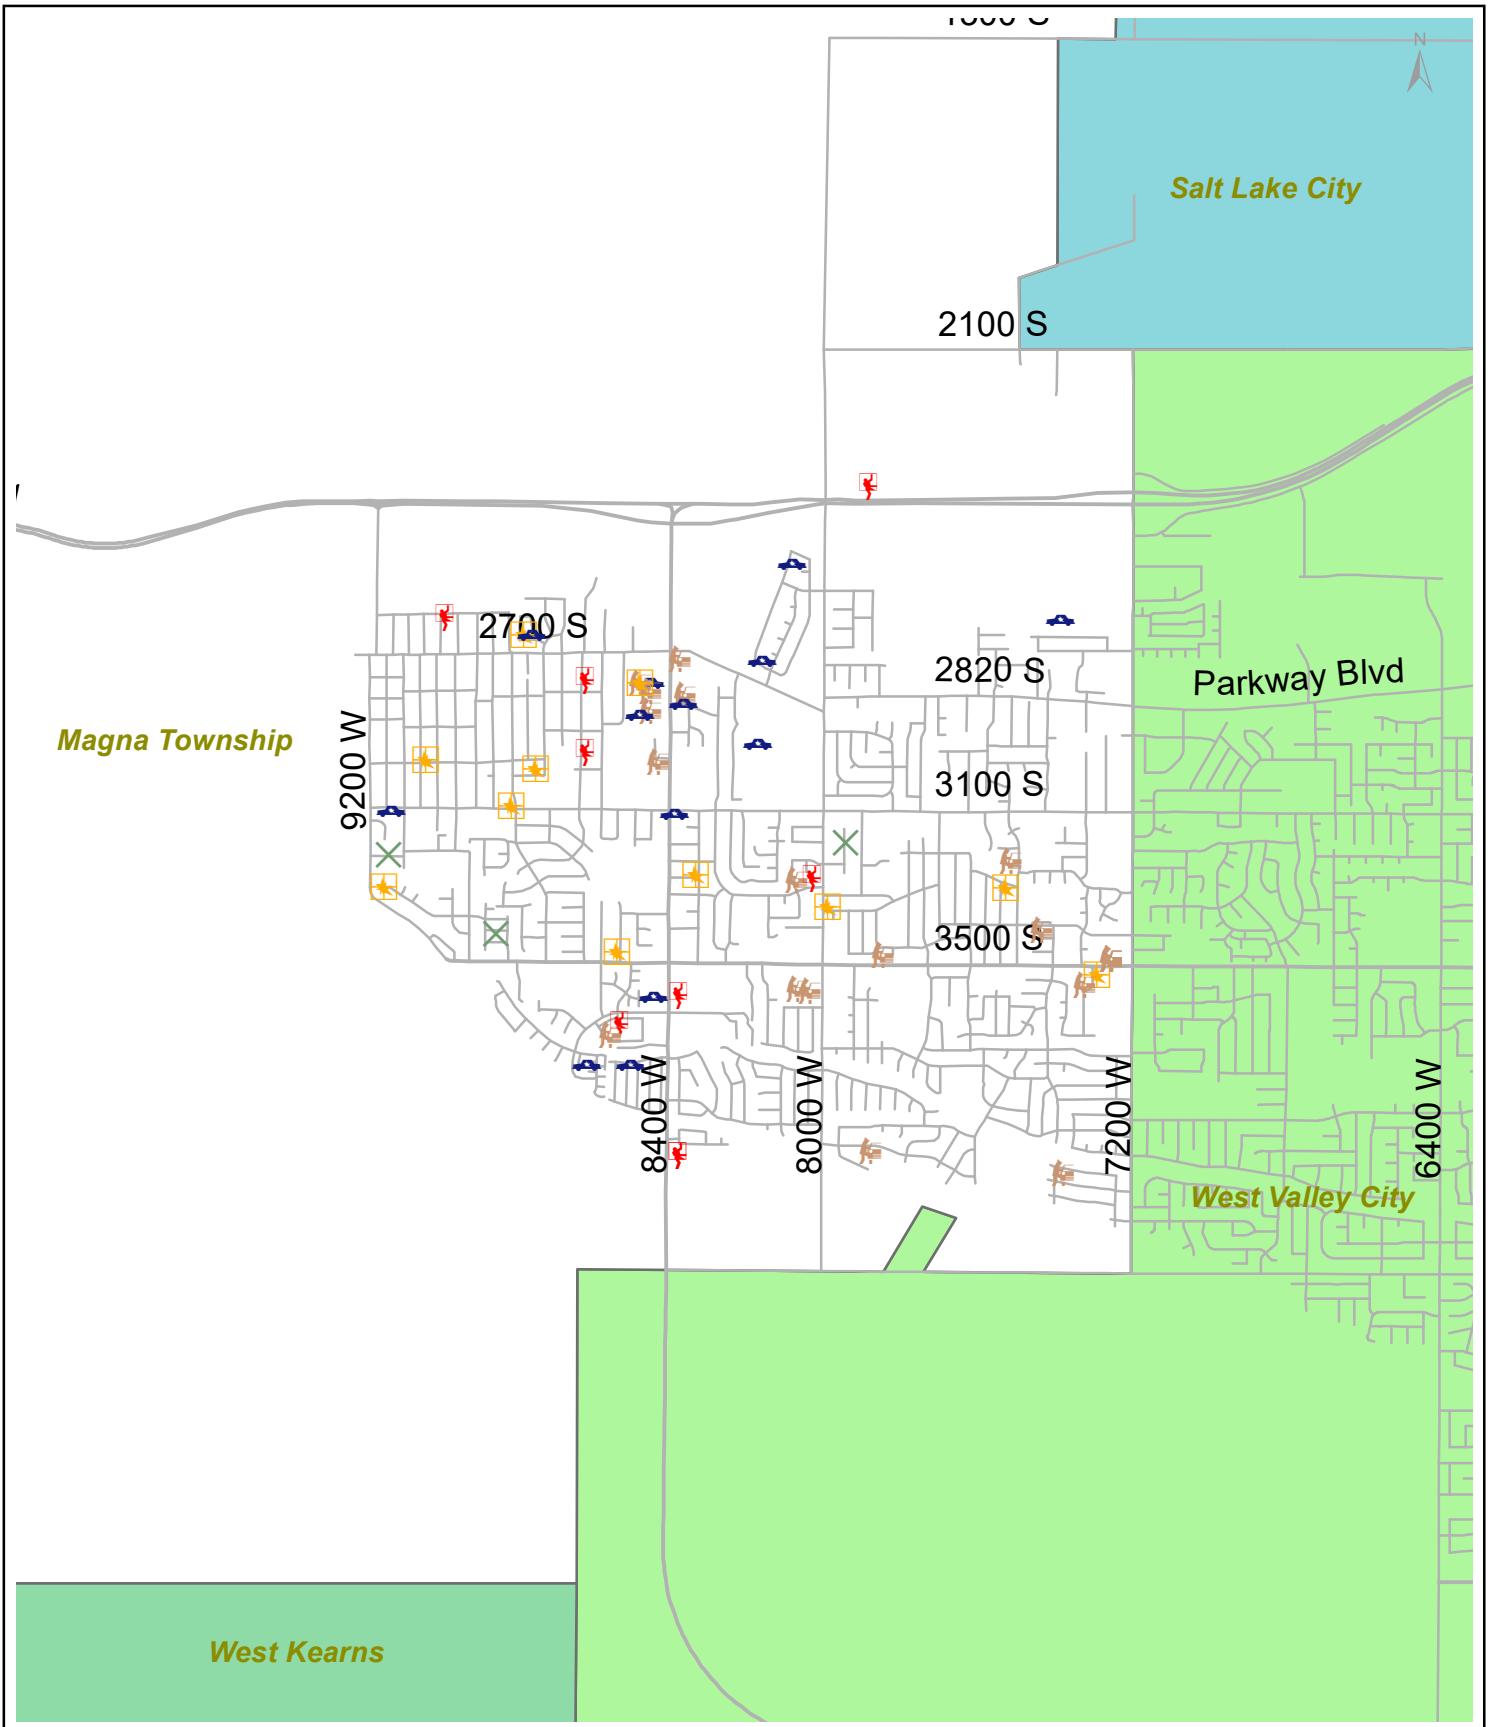 N
Salt Lake City
2100 S
2700 S
2820 S
Parkway Blvd
Magna Township
9200 W
3100 S
3500 S
8400 W
8000 W
7200 W
6400 W
West Valley City
West Kearns